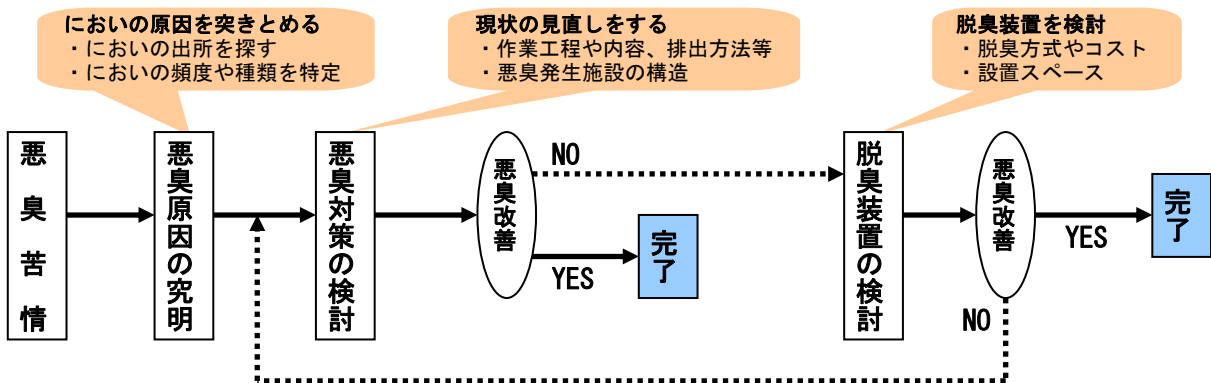 においの原因を突きとめる
・においの出所を探す
・においの頻度や種類を特定
現状の見直しをする
・作業工程や内容、排出方法等
・悪臭発生施設の構造
脱臭装置を検討
・脱臭方式やコスト
・設置スペース
悪臭苦情
悪臭原因の究明
悪臭対策の検討
悪臭改善
NO
YES
完了
脱臭装置の検討
悪臭改善
YES
NO
完了